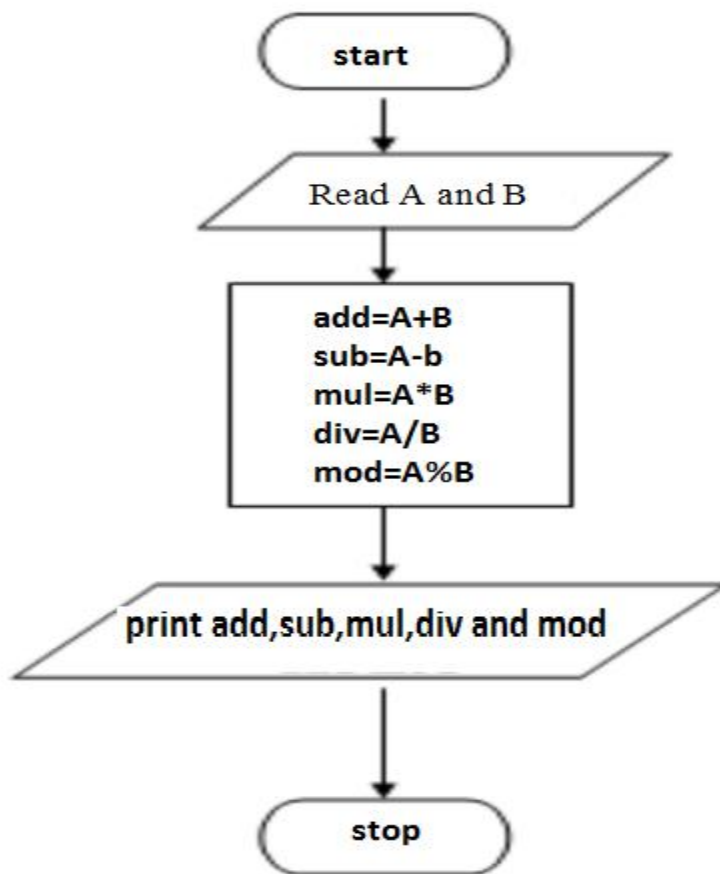 start
Read A and B
add=A+B
sub=A-b
mul=A*B
div=A/B
mod=A%B
print add,sub,mul,div and mod
stop